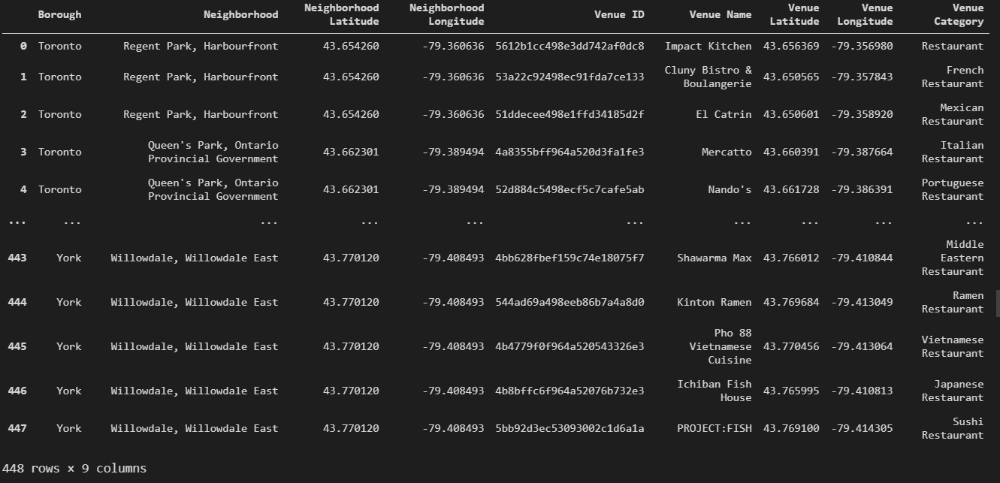 Borough Neighborhood Neighborhood Latitude Neighborhood Longitude Venue ID Venue Name Venue Latitude Venue Longitude Venue Category
0 Toronto Regent Park, Harbourfront 43.654260 -79.360636 5612b1cc498e3dd742af0dc8 Impact Kitchen 43.656369 -79.356980 Restaurant
1 Toronto Regent Park, Harbourfront 43.654260 -79.360636 53a22c92498ec91fda7ce133 Cluny Bistro & Boulangerie 43.650565 -79.357843 French Restaurant
2 Toronto Regent Park, Harbourfront 43.654260 -79.360636 51ddecee498e1ffd34185d2f El Catrin 43.650601 -79.358920 Mexican Restaurant
3 Toronto Queen's Park, Ontario Provincial Government 43.662301 -79.389494 4a8355bff964a520d3fa1fe3 Mercatto 43.660391 -79.387664 Italian Restaurant
4 Toronto Queen's Park, Ontario Provincial Government 43.662301 -79.389494 52d884c5498ecf5c7cafe5ab Nando's 43.661728 -79.386391 Portuguese Restaurant
... ... ... ... ... ... ... ... ... ...
443 York Willowdale, Willowdale East 43.770120 -79.408493 4bb628fbef159c74e18075f7 Shawarma Max 43.766012 -79.410844 Middle Eastern Restaurant
444 York Willowdale, Willowdale East 43.770120 -79.408493 544ad69a498eeb86b7a4a8d0 Kinton Ramen 43.769684 -79.413049 Ramen Restaurant
445 York Willowdale, Willowdale East 43.770120 -79.408493 4b4779f0f964a520543326e3 Pho 88 Vietnamese Cuisine 43.770456 -79.413064 Vietnamese Restaurant
446 York Willowdale, Willowdale East 43.770120 -79.408493 4b8bffc6f964a52076b732e3 Ichiban Fish House 43.765995 -79.410813 Japanese Restaurant
447 York Willowdale, Willowdale East 43.770120 -79.408493 5bb92d3ec53093002c1d6a1a PROJECT:FISH 43.769100 -79.414305 Sushi Restaurant
448 rows × 9 columns